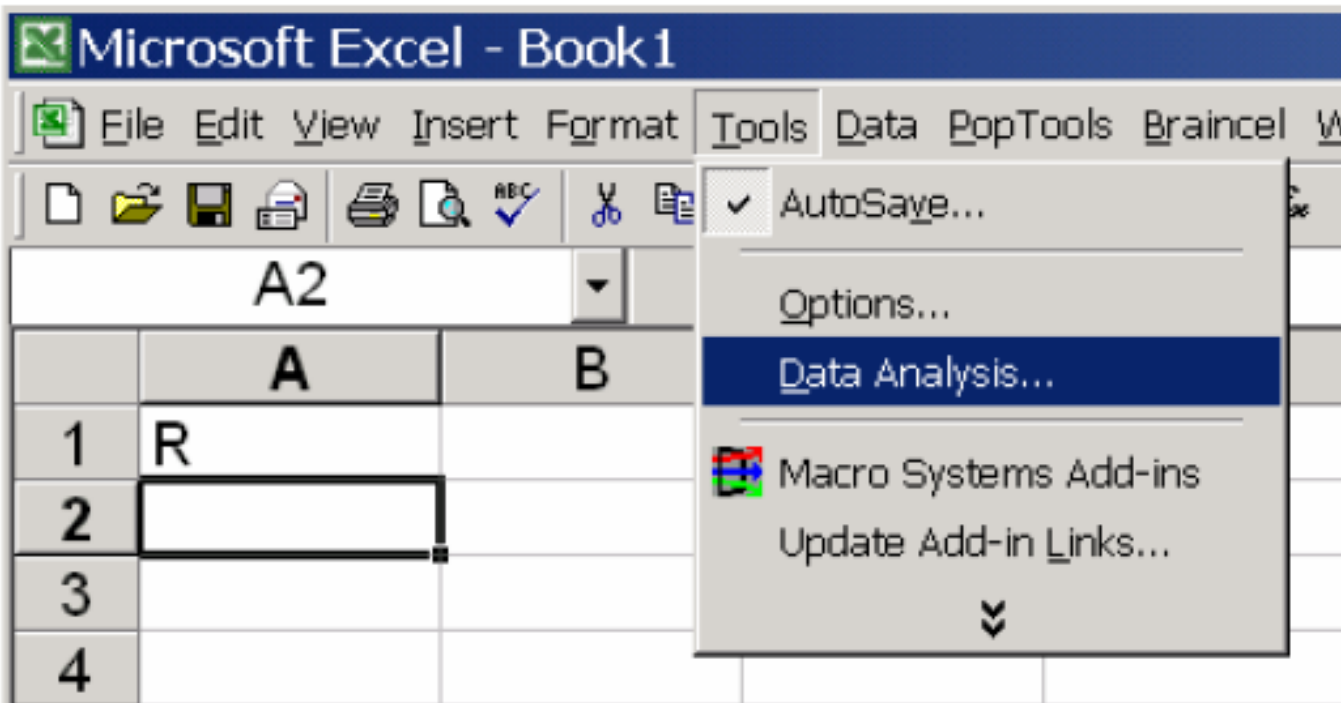 Microsoft Excel - Book1
File Edit View Insert Format Tools Data PopTools Braincel
ABC
AutoSave...
A2
Options...
A B
Data Analysis...
1 R
Macro Systems Add-ins
2
Update Add-in Links...
3
4